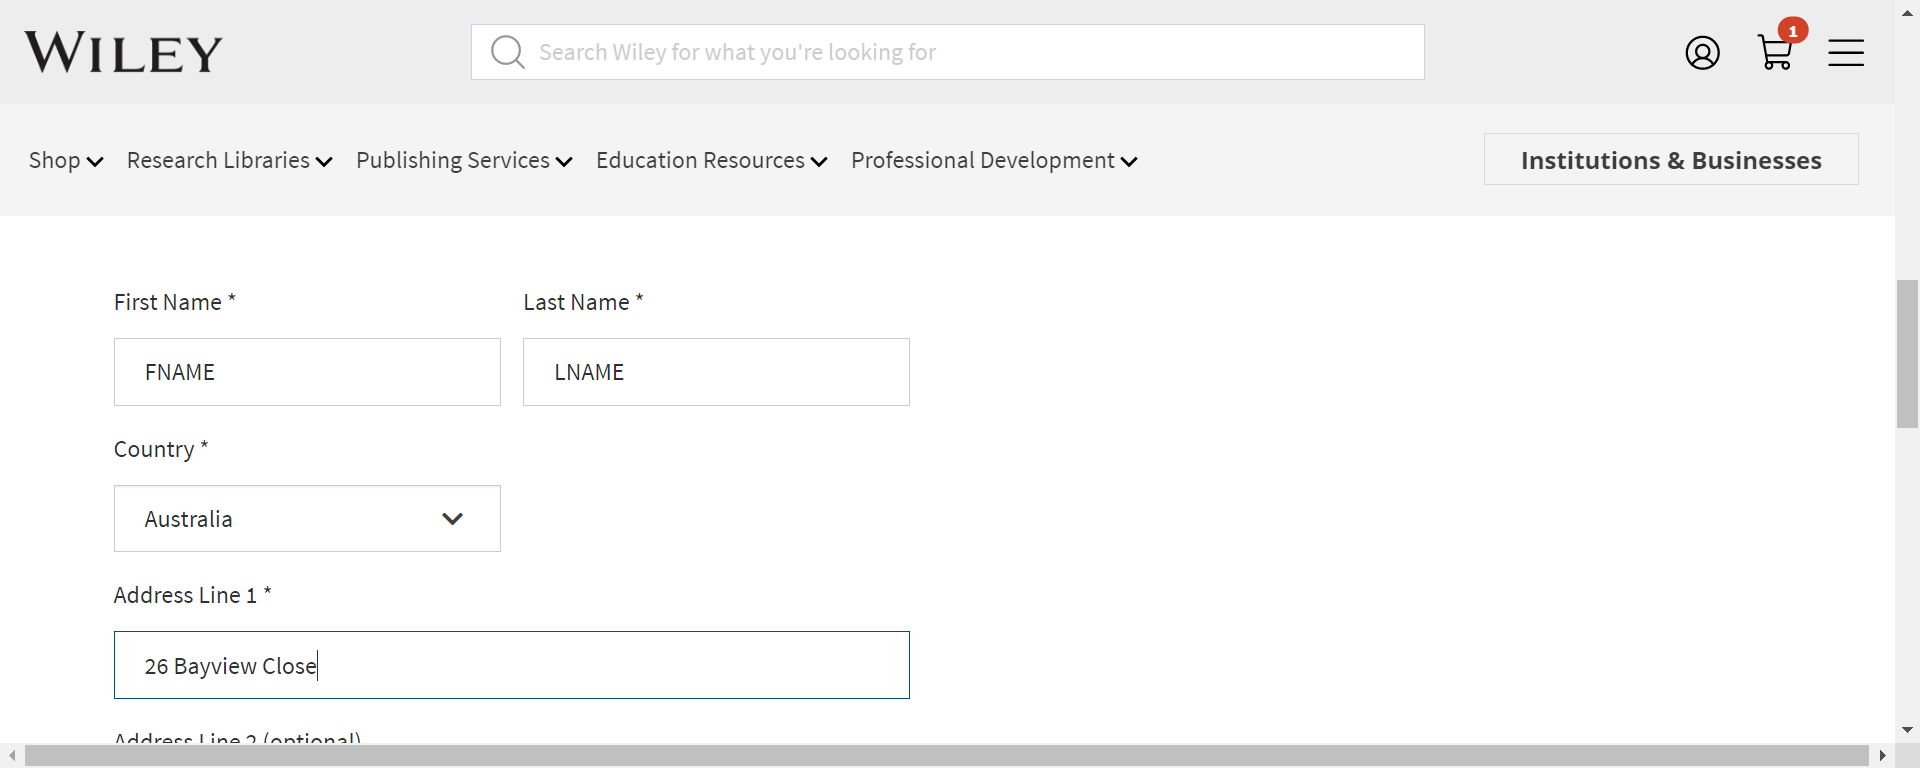 WILEY
Search Wiley for what you're looking for
1
Shop Research Libraries Publishing Services Education Resources Professional Development Institutions & Businesses
First Name * Last Name *
FNAME LNAME
Country *
Australia
Address Line 1 *
26 Bayview Close
Address Line 2 (optional)